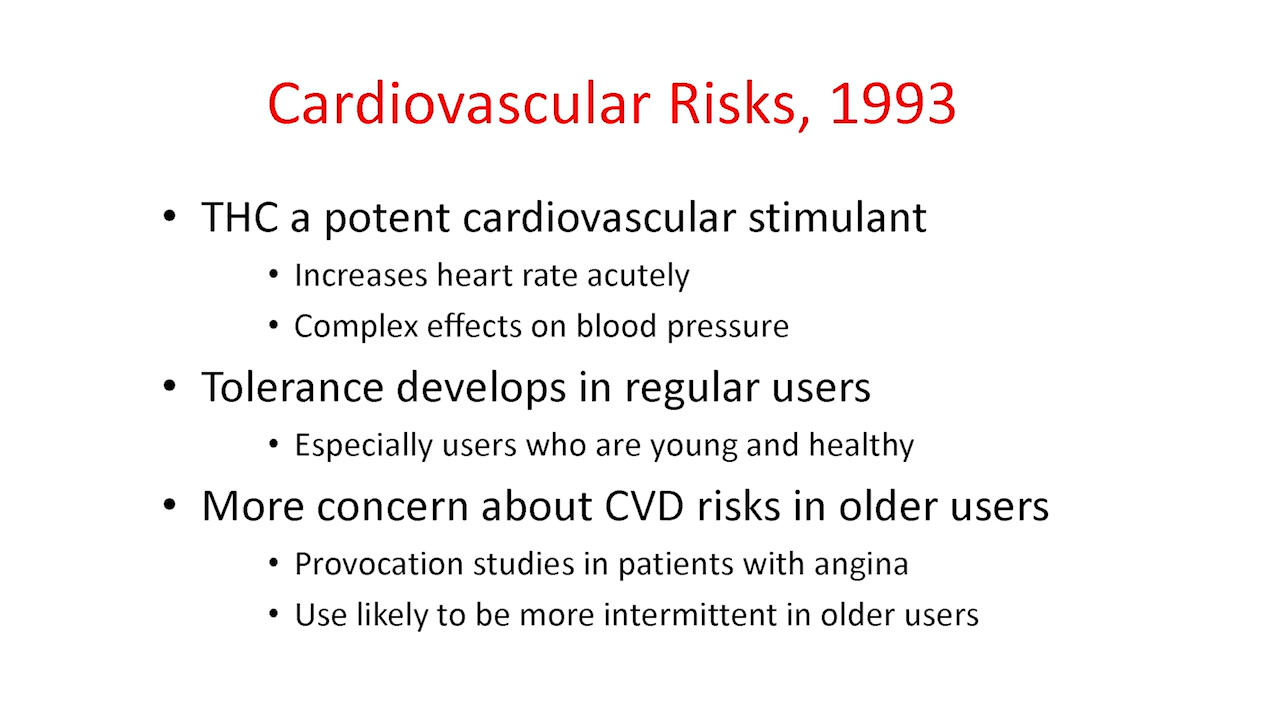 Cardiovascular Risks, 1993
• THC a potent cardiovascular stimulant
• Increases heart rate acutely
• Complex effects on blood pressure
• Tolerance develops in regular users
• Especially users who are young and healthy
• More concern about CVD risks in older users
• Provocation studies in patients with angina
• Use likely to be more intermittent in older users